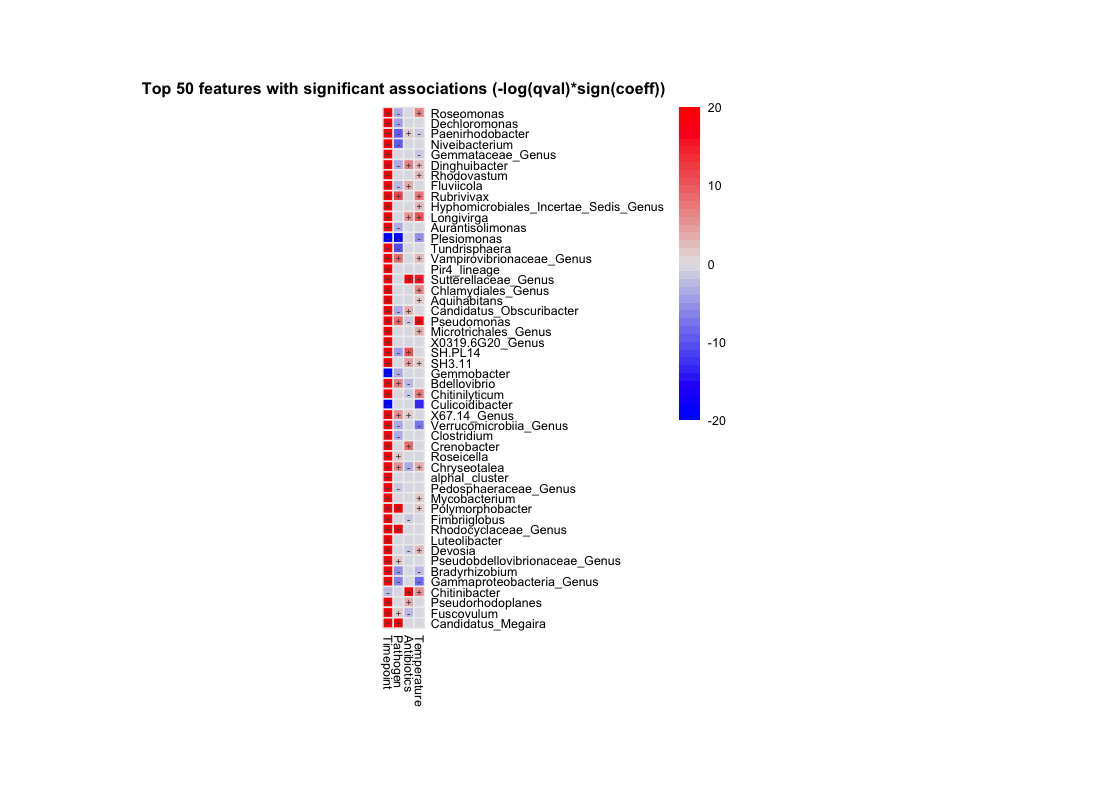 Top 50 features with significant associations (-log(qval)*sign(coeff))
Roseomonas
Dechloromonas
Paenirhodobacter
Niveibacterium
Gemmataceae_Genus
Dinghuibacter
Rhodovastum
Fluviicola
Rubrivivax
Hyphomicrobiales_Incertae_Sedis_Genus
Longivirga
Aurantisolimonas
Plesiomonas
Tundrisphaera
Vampirovibrionaceae_Genus
Pir4_lineage
Sutterellaceae_Genus
Chlamydiales_Genus
Aquihabitans
Candidatus_Obscuribacter
Pseudomonas
Microtrichales_Genus
X0319.6G20_Genus
SH.PL14
SH3.11
Gemmobacter
Bdellovibrio
Chitinilyticum
Culicoidibacter
X67.14_Genus
Verrucomicrobiia_Genus
Clostridium
Crenobacter
Roseicella
Chryseotalea
alphaI_cluster
Pedosphaeraceae_Genus
Mycobacterium
Polymorphobacter
Fimbriiglobus
Rhodocyclaceae_Genus
Luteolibacter
Devosia
Pseudobdellovibrionaceae_Genus
Bradyrhizobium
Gammaproteobacteria_Genus
Chitinibacter
Pseudorhodoplanes
Fuscovulum
Candidatus_Megaira
Timepoint
Pathogen
Antibiotics
Temperature
20
10
0
-10
-20